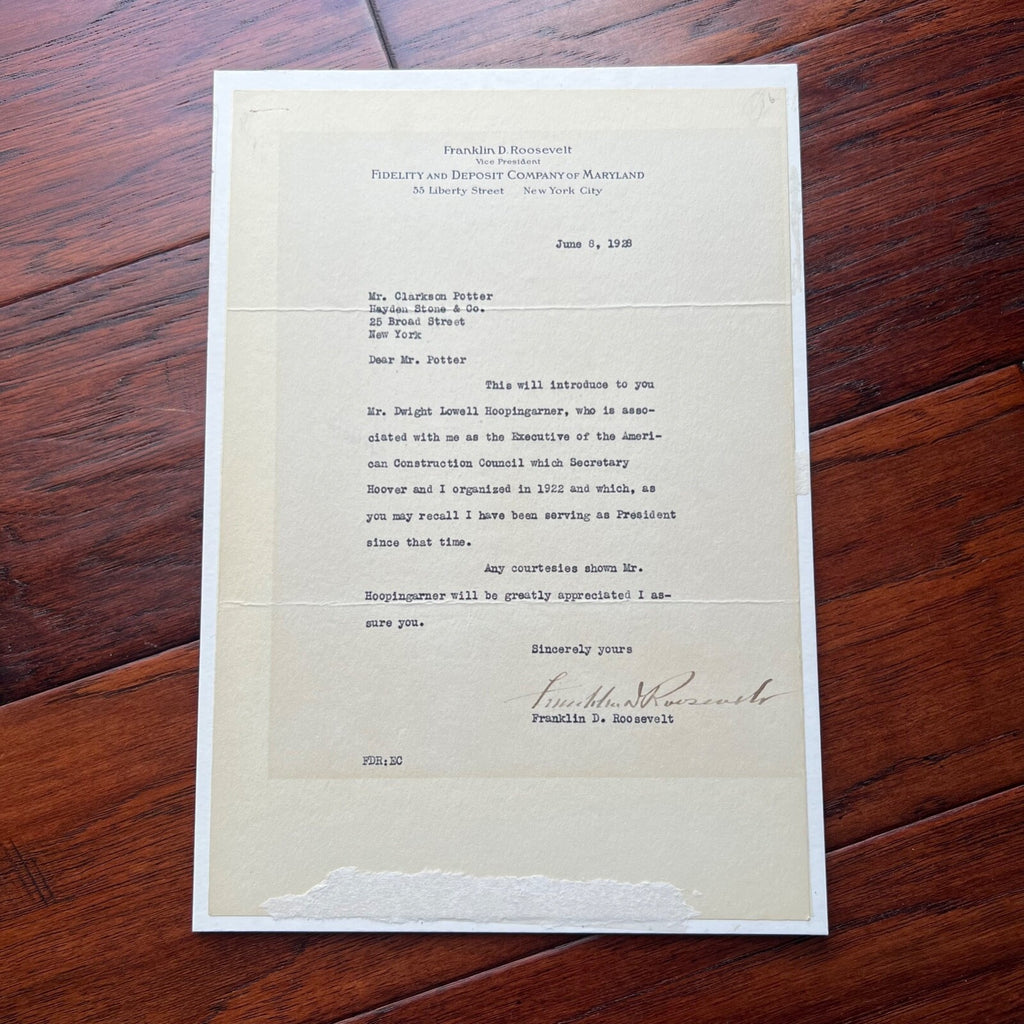 Franklin D. Roosevelt
Vice President
Fidelity and Deposit Company of Maryland
55 Liberty Street New York City
June 8, 1928
Mr. Clarkson Potter
Hayden Stone & Co.
25 Broad Street
New York
Dear Mr. Potter
This will introduce to you
Mr. Dwight Lowell Hoopingarner, who is asso-
ciated with me as the Executive of the Ameri-
can Construction Council which Secretary
Hoover and I organized in 1922 and which, as
you may recall I have been serving as President
since that time.
Any courtesies shown Mr.
Hoopingarner will be greatly appreciated I as-
sure you.
Sincerely yours
Franklin D Roosevelt
Franklin D. Roosevelt
FDR:EC